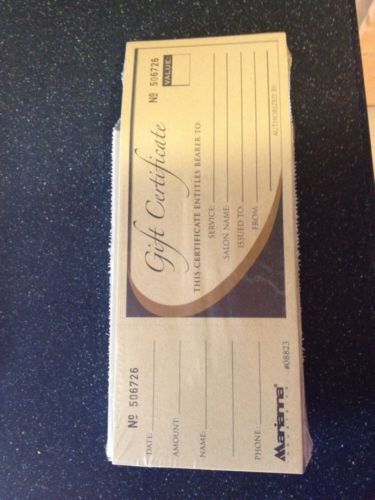 Nº 506726
DATE:
AMOUNT:
NAME:
PHONE:
Marianna
#08823
Nº 506726
VALUE
Gift Certificate
THIS CERTIFICATE ENTITLES BEARER TO:
SERVICE:
SALON NAME:
ISSUED TO:
FROM
AUTHORIZED BY